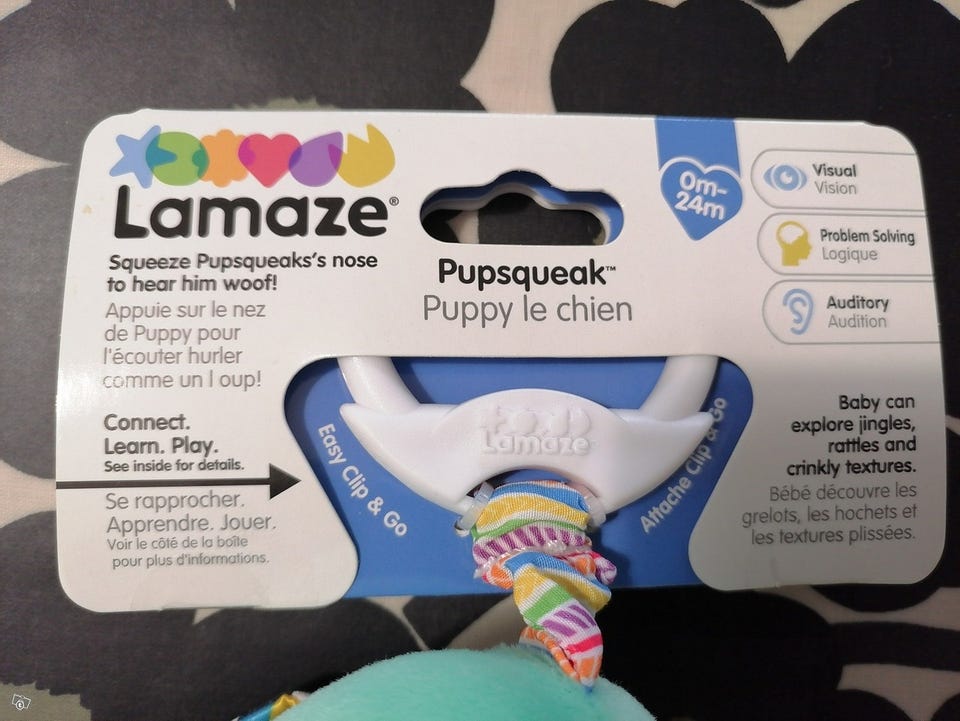 Lamaze®
Squeeze Pupsqueaks's nose
to hear him woof!
Appuie sur le nez
de Puppy pour
l'écouter hurler
comme un l oup!
Connect.
Learn. Play.
See inside for details.
Se rapprocher.
Apprendre. Jouer.
Voir le côté de la boîte
pour plus d'informations.
Pupsqueak™
Puppy le chien
0m-
24m
Visual
Vision
Problem Solving
Logique
Auditory
Audition
Easy Clip & Go
Lamaze
Attache Clip & Go
Baby can
explore jingles,
rattles and
crinkly textures.
Bébé découvre les
grelots, les hochets et
les textures plissées.